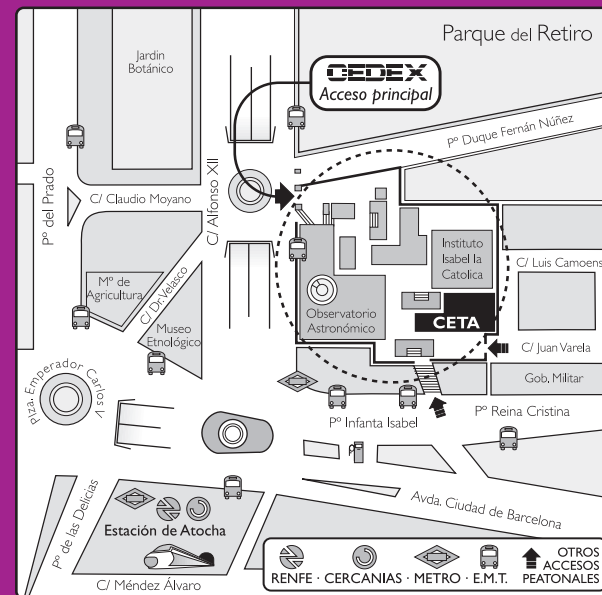 Parque del Retiro
Jardin
Botánico
CEDEX
Acceso principal
Pº Duque Fernán Núñez
C/ Alfonso XII
C/ Claudio Moyano
Pº del Prado
Instituto
Isabel la
Catolica
C/ Luis Camoens
Mº de
Agricultura
C/ Dr. Velasco
Observatorio
Astronómico
CETA
Museo
Etnológico
C/ Juan Varela
Plza. Emperador Carlos V
Gob. Militar
Pº Reina Cristina
Pº Infanta Isabel
Pº de las Delicias
Avda. Ciudad de Barcelona
Estación de Atocha
C/ Méndez Álvaro
RENFE · CERCANIAS · METRO · E.M.T.
OTROS
ACCESOS
PEATONALES